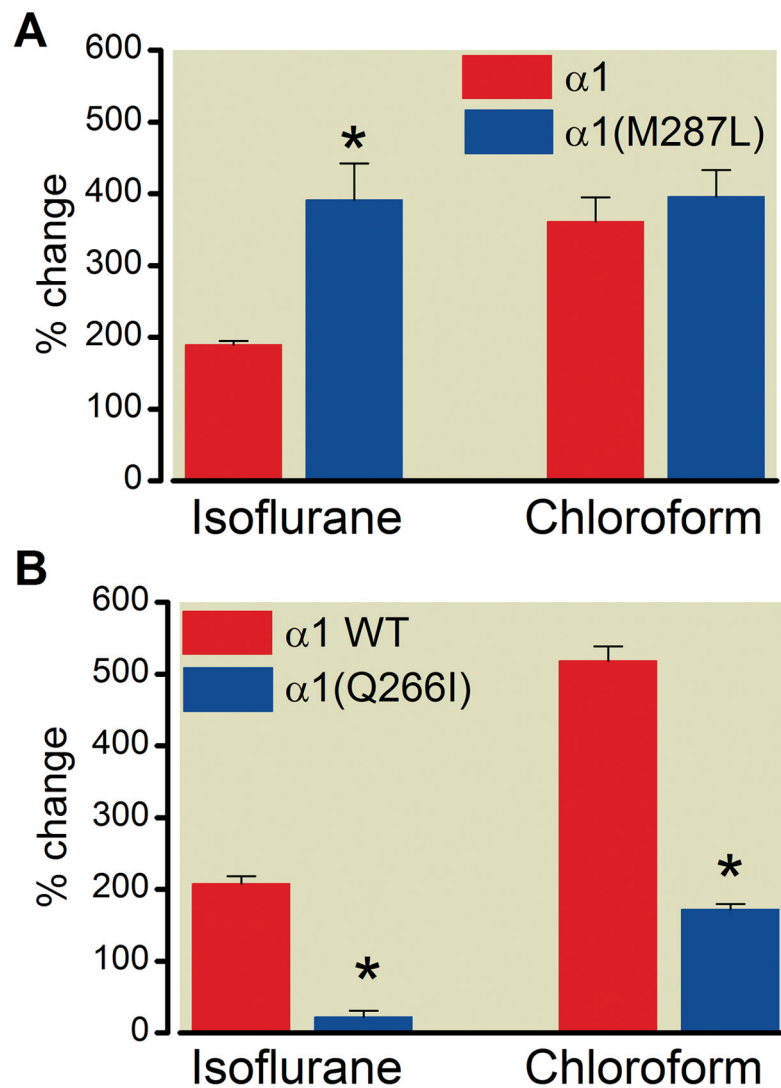 A
600
500
400
300
200
100
0
% change
α1
α1(M287L)
*
Isoflurane
Chloroform
B
600
500
400
300
200
100
0
% change
α1 WT
α1(Q266I)
*
*
Isoflurane
Chloroform